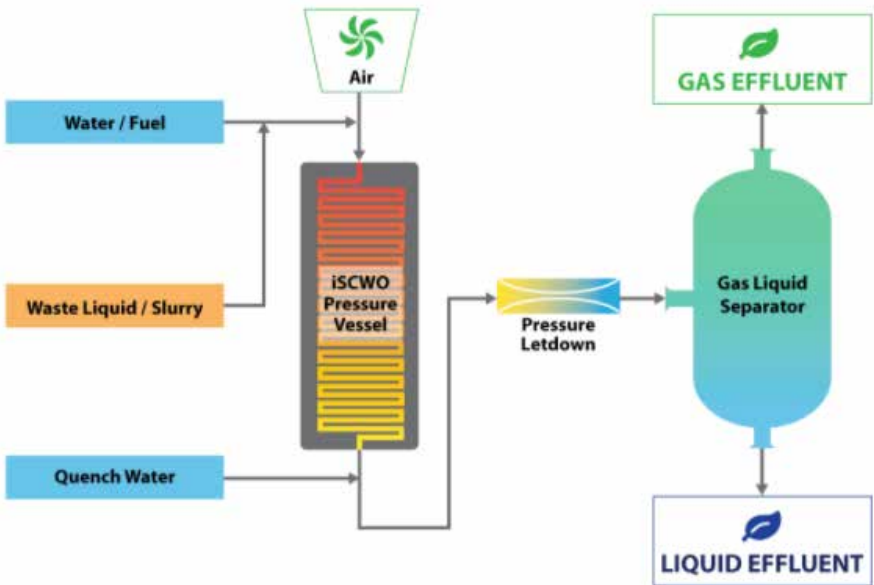 Air
GAS EFFLUENT
Water / Fuel
Waste Liquid / Slurry
iSCWO
Pressure
Vessel
Pressure
Letdown
Gas Liquid
Separator
Quench Water
LIQUID EFFLUENT